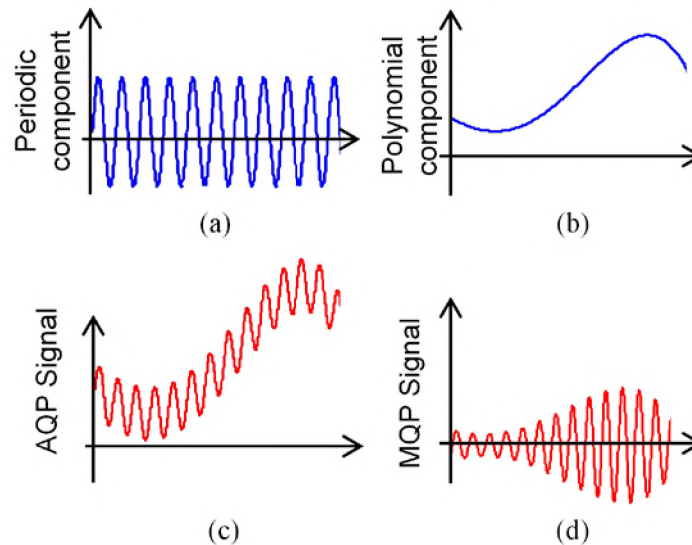 Periodic
component
(a)
Polynomial
component
(b)
AQP Signal
(c)
MQP Signal
(d)